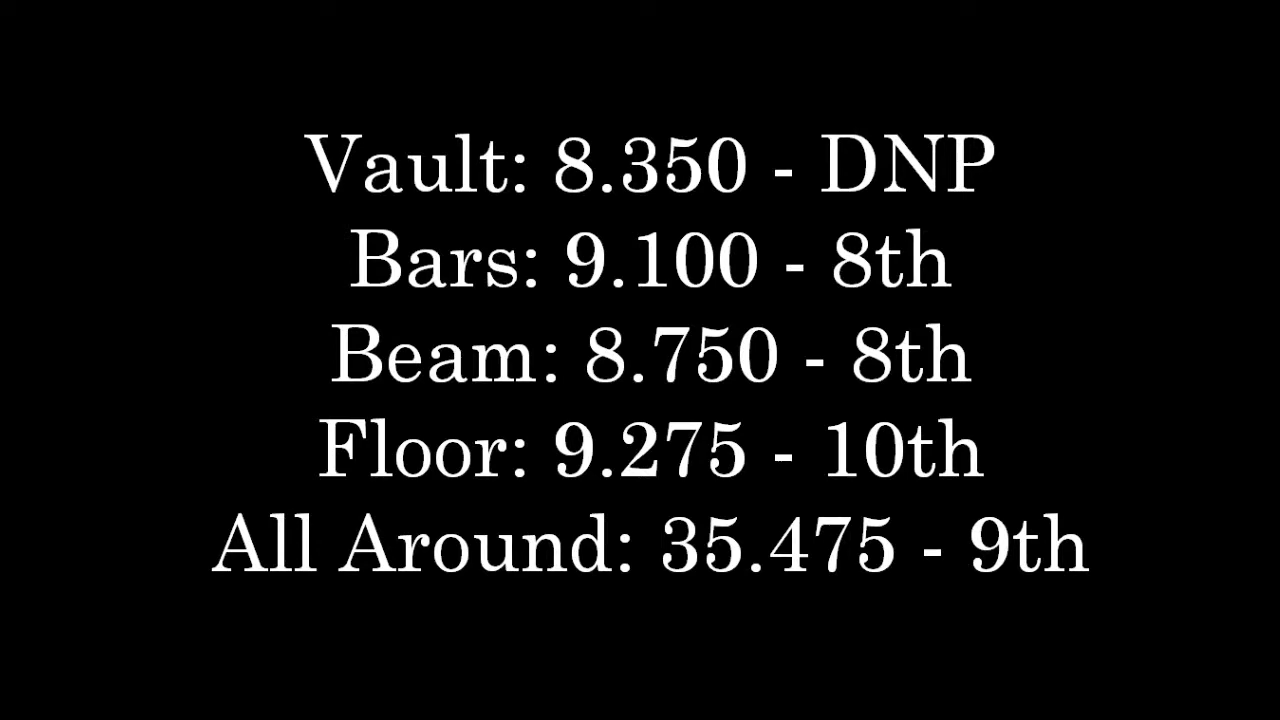 Vault: 8.350 - DNP
Bars: 9.100 - 8th
Beam: 8.750 - 8th
Floor: 9.275 - 10th
All Around: 35.475 - 9th